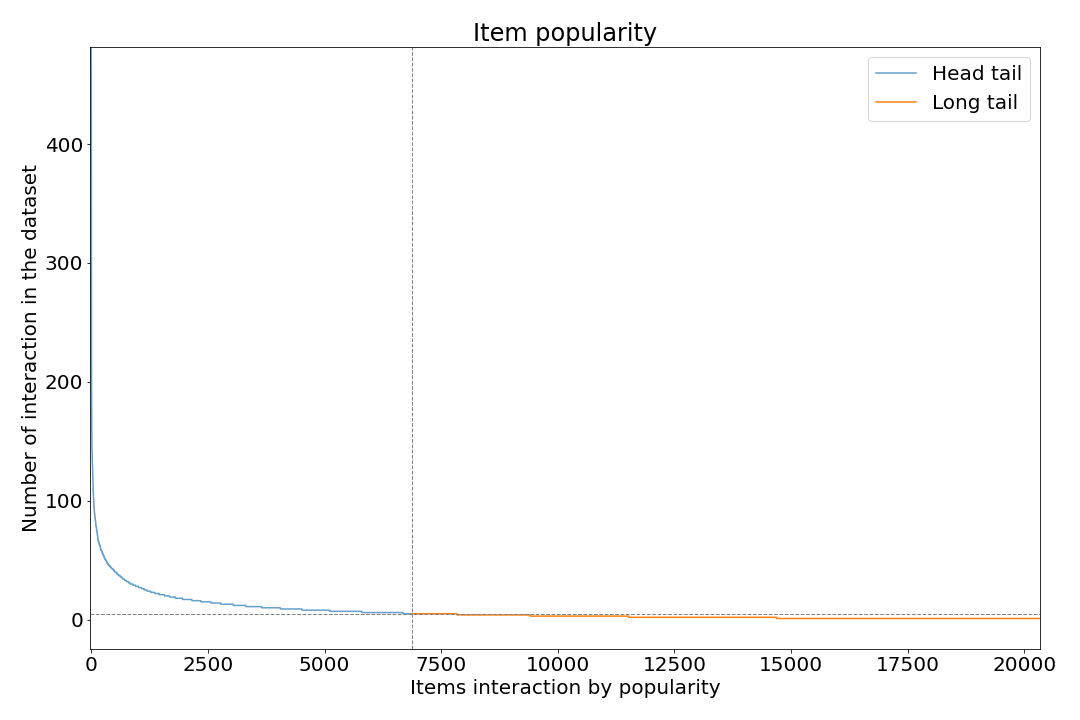 Item popularity
Head tail
Long tail
Number of interaction in the dataset
400
300
200
100
0
0 2500 5000 7500 10000 12500 15000 17500 20000
Items interaction by popularity